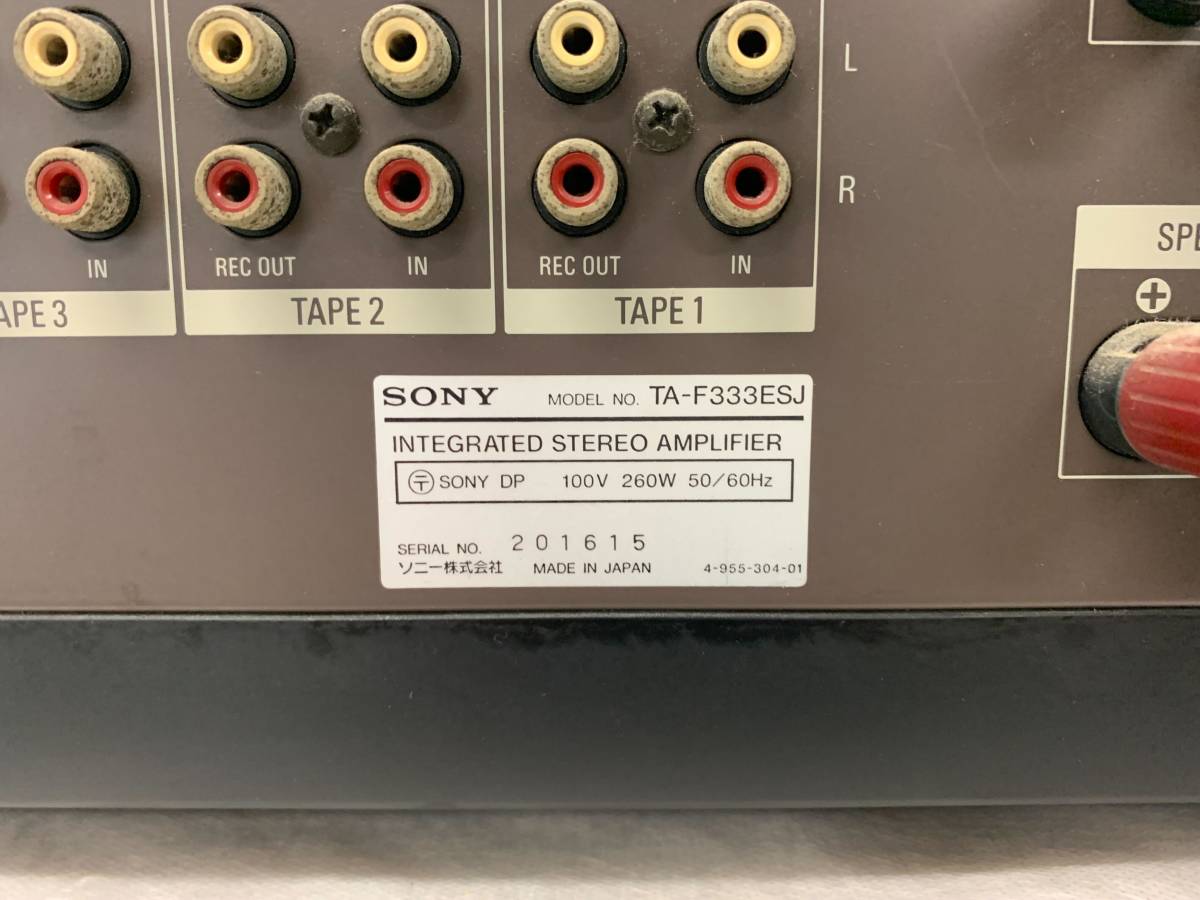 L
R
IN
REC OUT IN
REC OUT IN
APE 3
TAPE 2
TAPE 1
SPE
+
SONY MODEL NO. TA-F333ESJ
INTEGRATED STEREO AMPLIFIER
〒 SONY DP 100V 260W 50/60Hz
SERIAL NO. 201615
ソニー株式会社 MADE IN JAPAN 4-955-304-01